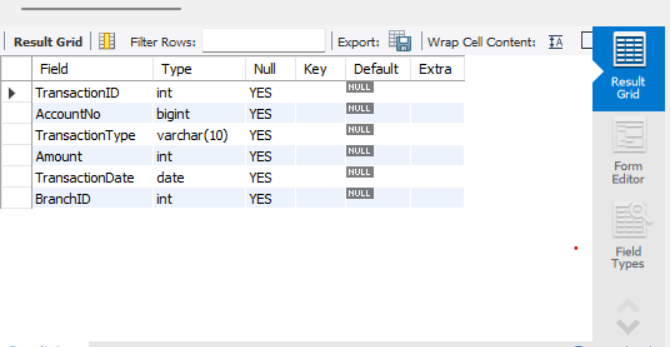 Result Grid Filter Rows: Export: Wrap Cell Content: ĪA
Field Type Null Key Default Extra
TransactionID int YES NULL
AccountNo bigint YES NULL
TransactionType varchar(10) YES NULL
Amount int YES NULL
TransactionDate date YES NULL
BranchID int YES NULL
Result
Grid
Form
Editor
Field
Types